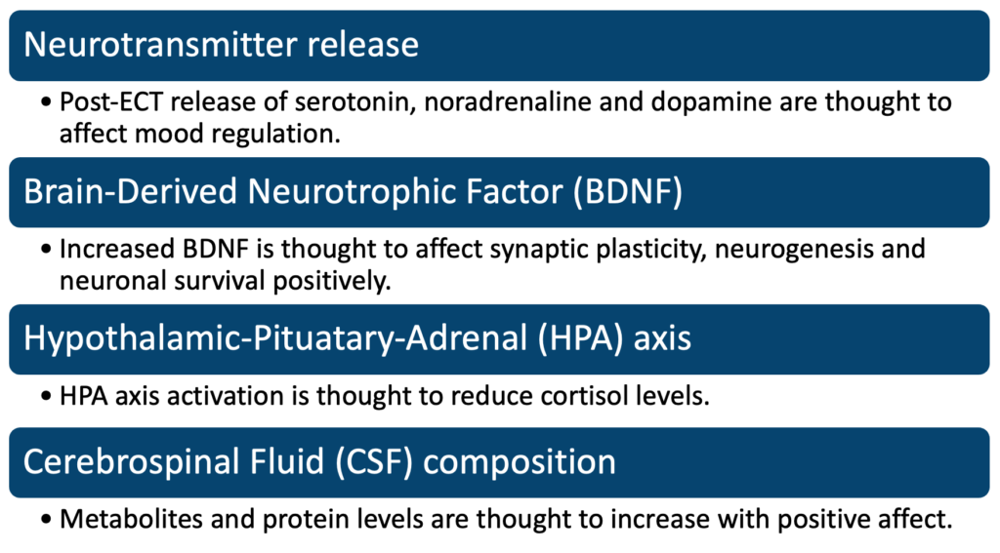 Neurotransmitter release
• Post-ECT release of serotonin, noradrenaline and dopamine are thought to
affect mood regulation.
Brain-Derived Neurotrophic Factor (BDNF)
• Increased BDNF is thought to affect synaptic plasticity, neurogenesis and
neuronal survival positively.
Hypothalamic-Pituatary-Adrenal (HPA) axis
• HPA axis activation is thought to reduce cortisol levels.
Cerebrospinal Fluid (CSF) composition
• Metabolites and protein levels are thought to increase with positive affect.